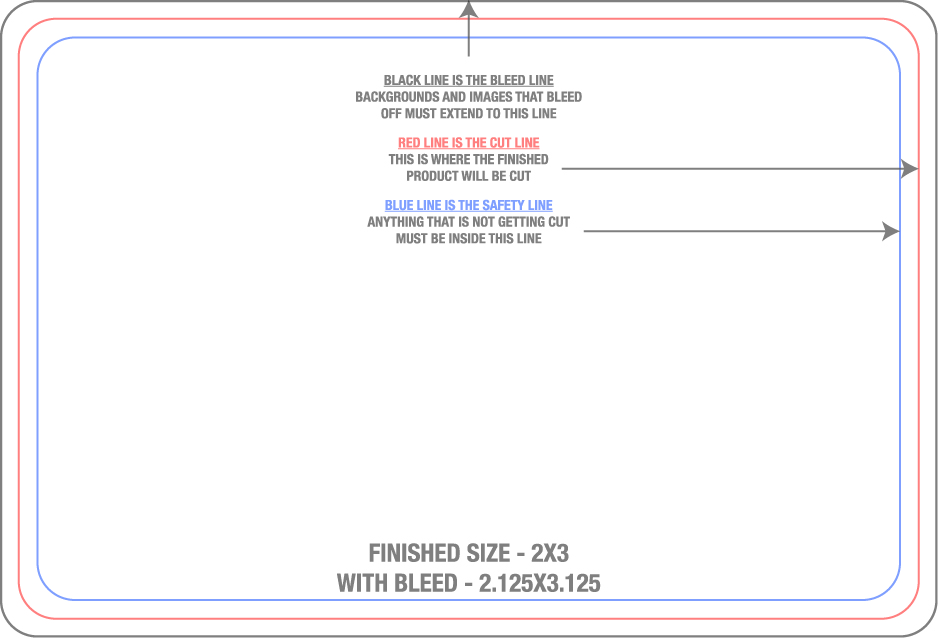 BLACK LINE IS THE BLEED LINE
BACKGROUNDS AND IMAGES THAT BLEED
OFF MUST EXTEND TO THIS LINE
RED LINE IS THE CUT LINE
THIS IS WHERE THE FINISHED
PRODUCT WILL BE CUT
BLUE LINE IS THE SAFETY LINE
ANYTHING THAT IS NOT GETTING CUT
MUST BE INSIDE THIS LINE
FINISHED SIZE - 2X3
WITH BLEED - 2.125X3.125